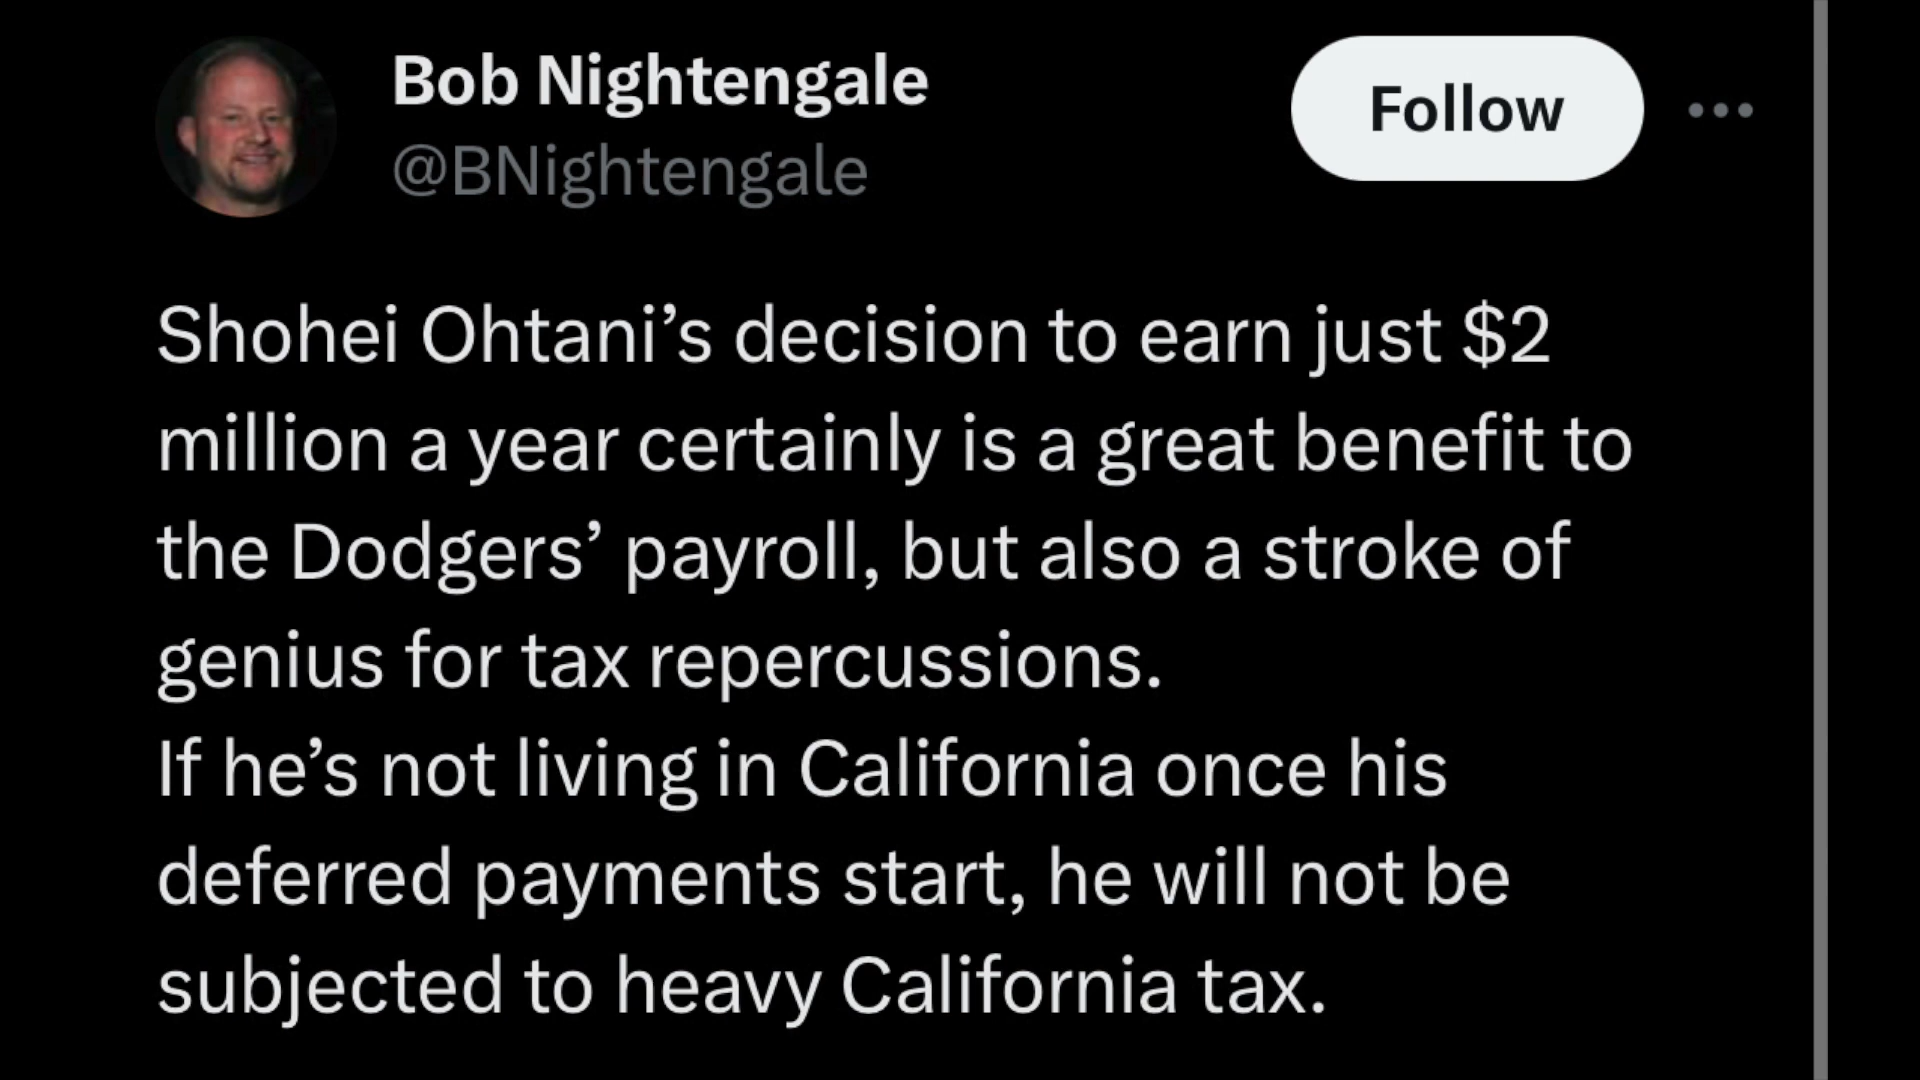 Bob Nightengale
@BNightengale
Follow
Shohei Ohtani’s decision to earn just $2
million a year certainly is a great benefit to
the Dodgers’ payroll, but also a stroke of
genius for tax repercussions.
If he’s not living in California once his
deferred payments start, he will not be
subjected to heavy California tax.